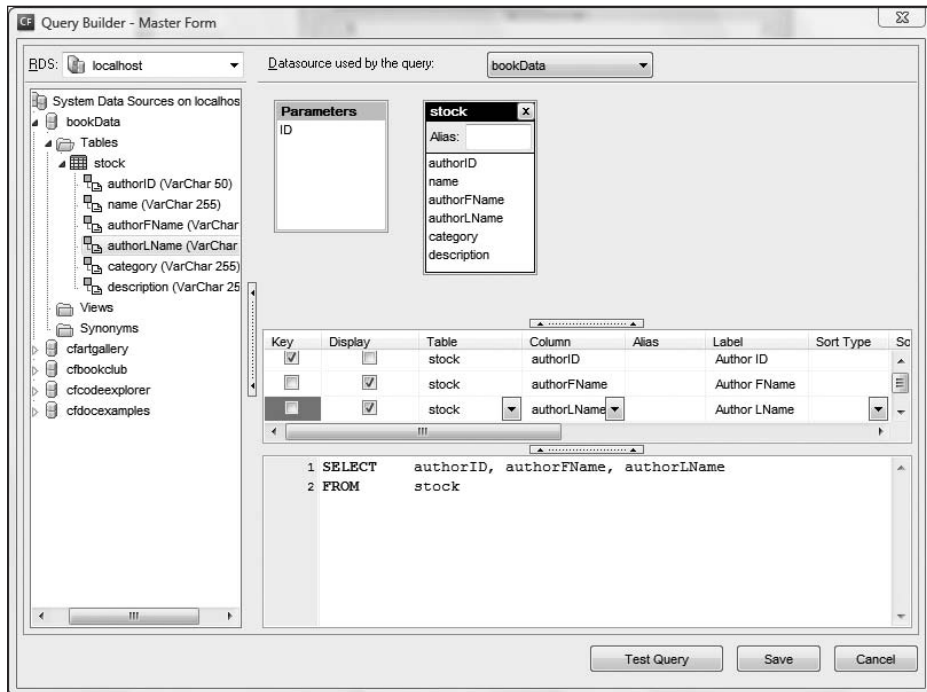 CF Query Builder - Master Form
RDS: localhost
Datasource used by the query: bookData
System Data Sources on localhos
bookData
Tables
stock
authorID (VarChar 50)
name (VarChar 255)
authorFName (VarChar
authorLName (VarChar
category (VarChar 255)
description (VarChar 25
Views
Synonyms
cfartgallery
cfbookclub
cfcodeexplorer
cfdocexamples
Parameters
ID
stock x
Alias:
authorID
name
authorFName
authorLName
category
description
Key Display Table Column Alias Label Sort Type So
stock authorID Author ID
stock authorFName Author FName
stock authorLName Author LName
1 SELECT authorID, authorFName, authorLName
2 FROM stock
Test Query Save Cancel